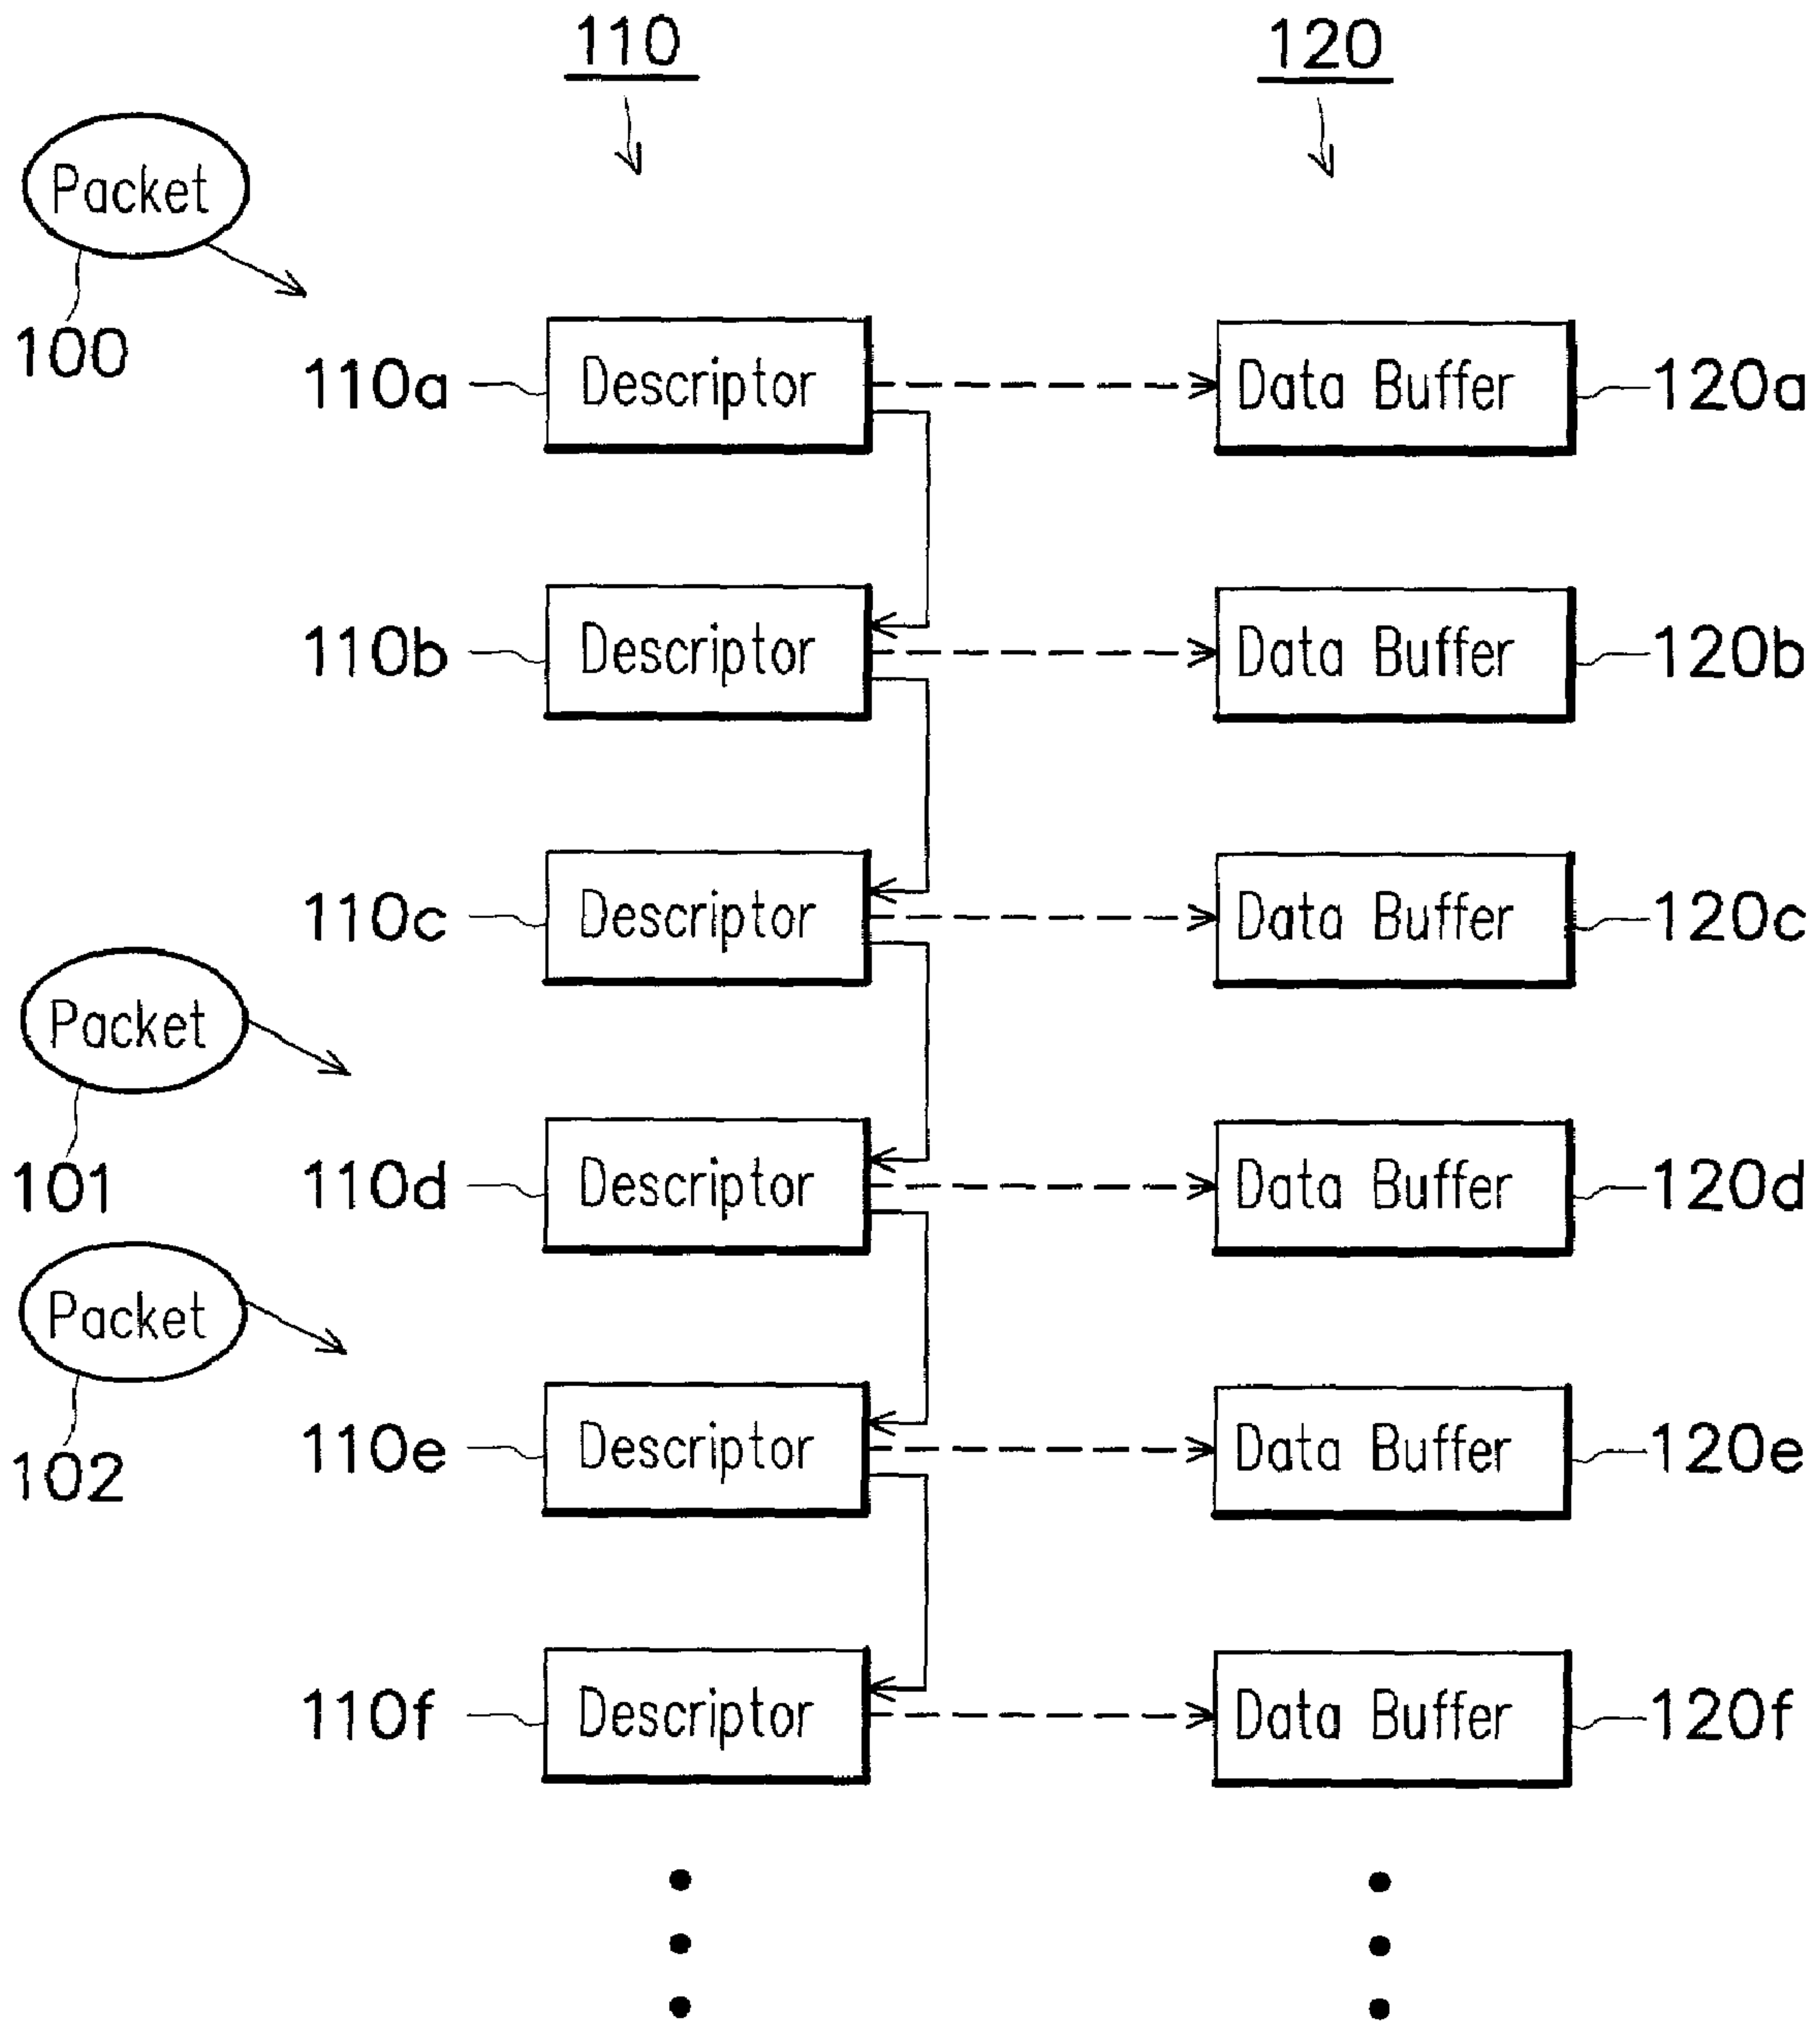 110 120
Packet
100
110a Descriptor Data Buffer 120a
110b Descriptor Data Buffer 120b
110c Descriptor Data Buffer 120c
Packet
101
110d Descriptor Data Buffer 120d
Packet
102
110e Descriptor Data Buffer 120e
110f Descriptor Data Buffer 120f